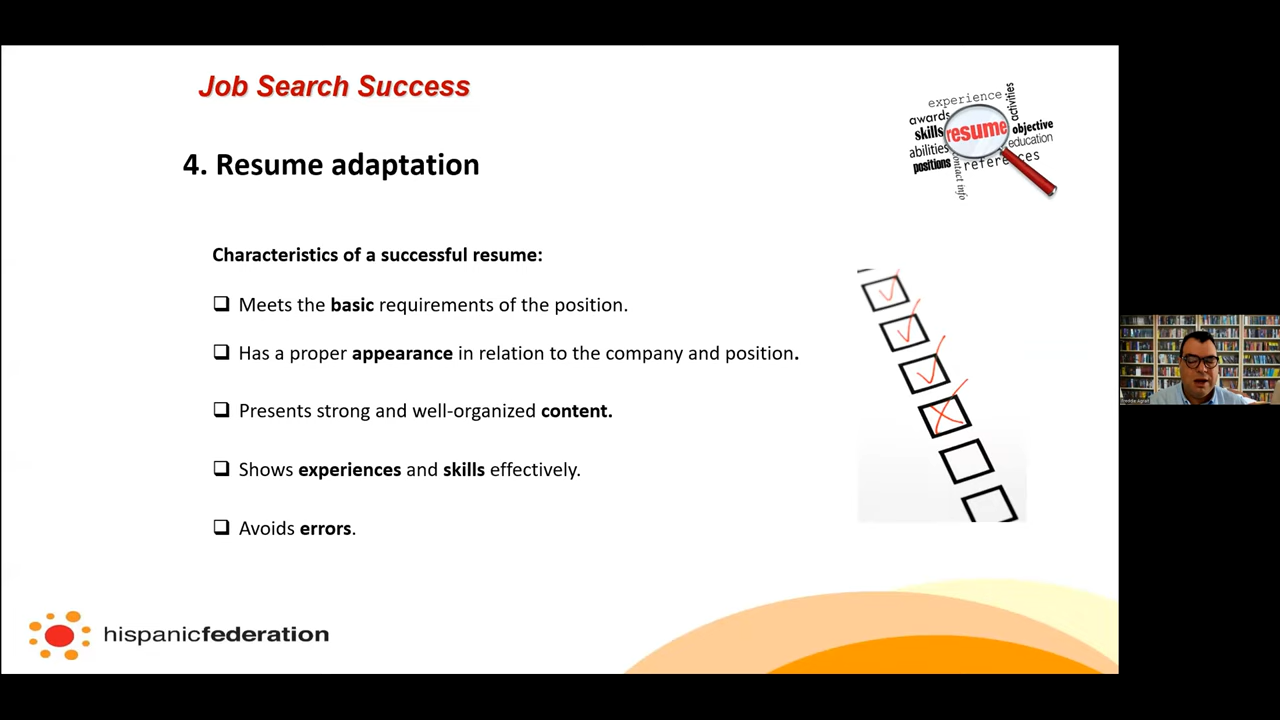 Job Search Success
experience
awards
activities
skills
resume
objective
abilities
education
positions
references
contact info
4. Resume adaptation
Characteristics of a successful resume:
Meets the basic requirements of the position.
Has a proper appearance in relation to the company and position.
Presents strong and well-organized content.
Shows experiences and skills effectively.
Avoids errors.
hispanicfederation